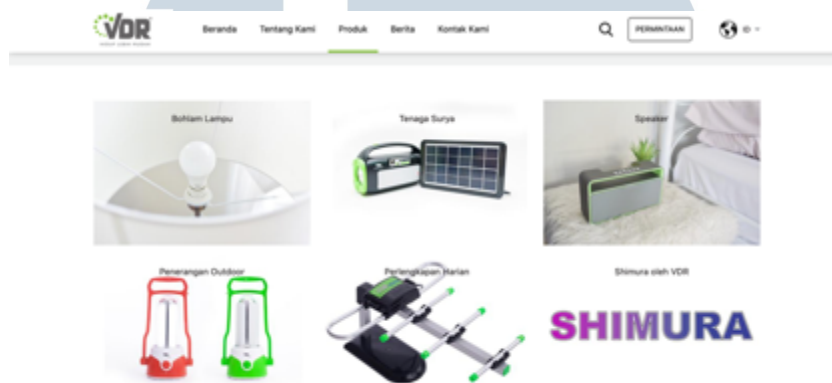 VDR
Beranda Tentang Kami Produk Berita Kontak Kami PERMINTAAN ID
Bohlam Lampu Tenaga Surya Speaker
Penerangan Outdoor Perlengkapan Harian Shimura oleh VDR
SHIMURA